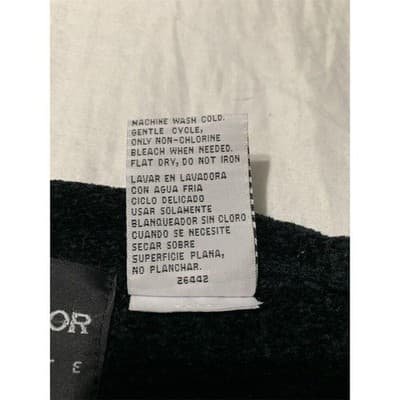 MACHINE WASH COLD.
GENTLE CYCLE,
ONLY NON-CHLORINE
BLEACH WHEN NEEDED.
FLAT DRY, DO NOT IRON
LAVAR EN LAVADORA
CON AGUA FRIA
CICLO DELICADO
USAR SOLAHENTE
BLANQUEADOR SIN CLORO
CUANDO SE NECESITE
SECAR SOBRE
SUPERFICIE PLANA,
NO PLANCHAR.
26442
OR
E